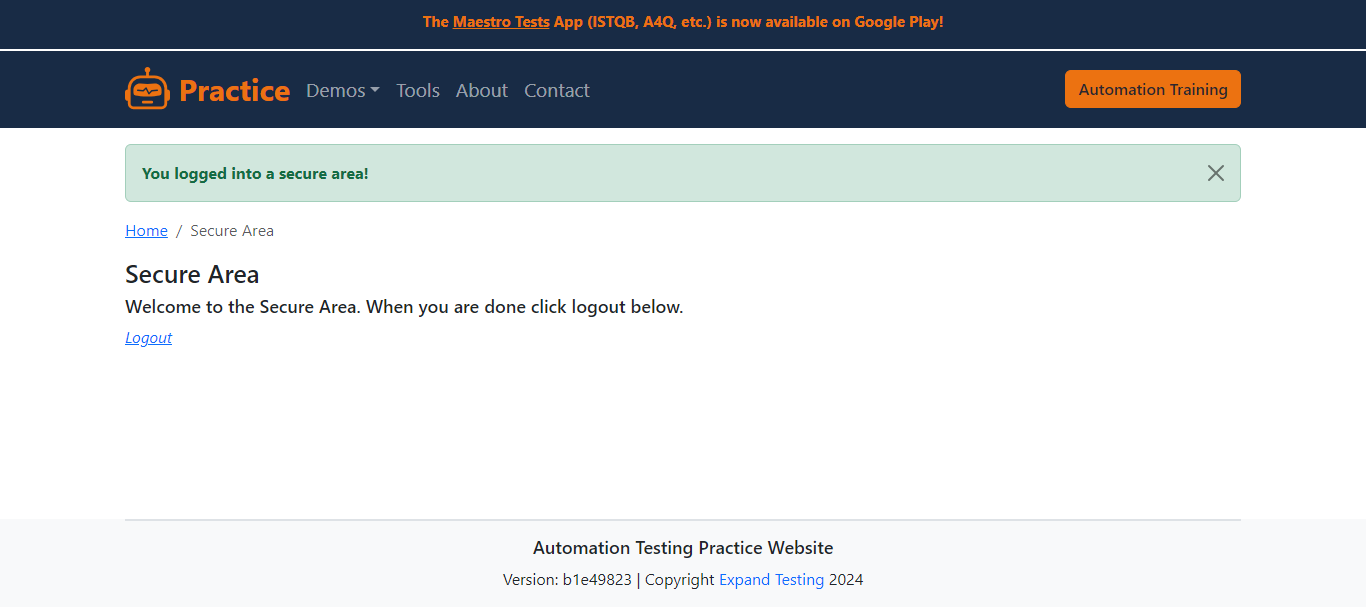 The Maestro Tests App (ISTQB, A4Q, etc.) is now available on Google Play!
Practice Demos Tools About Contact Automation Training
You logged into a secure area!
Home / Secure Area
Secure Area
Welcome to the Secure Area. When you are done click logout below.
Logout
Automation Testing Practice Website
Version: b1e49823 | Copyright Expand Testing 2024